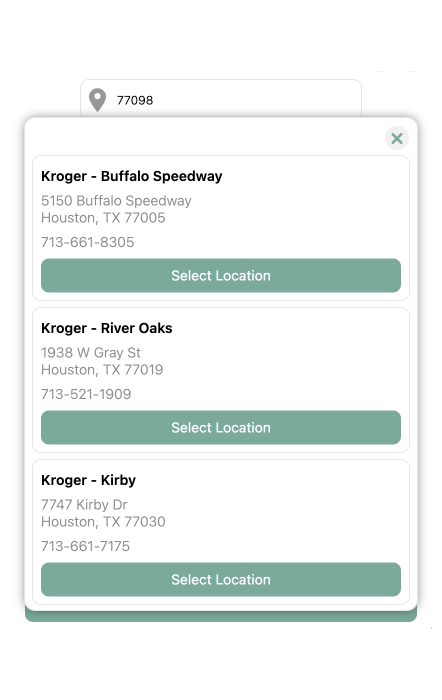 77098
Kroger - Buffalo Speedway
5150 Buffalo Speedway
Houston, TX 77005
713-661-8305
Select Location
Kroger - River Oaks
1938 W Gray St
Houston, TX 77019
713-521-1909
Select Location
Kroger - Kirby
7747 Kirby Dr
Houston, TX 77030
713-661-7175
Select Location